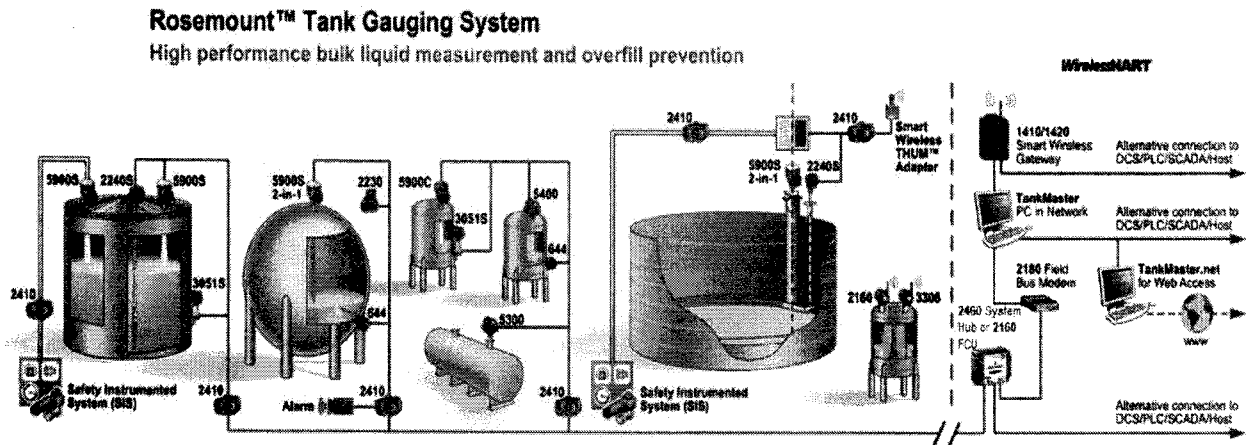 Rosemount™ Tank Gauging System
High performance bulk liquid measurement and overfill prevention
WirelessHART
5900S
2240S
5900S
3051S
2410
Safety Instrumented
System (SIS)
2410
5900S
2-in-1
2230
644
Alarm
2410
5900C
3051S
5400
644
5300
2410
2410
2410
Smart
Wireless
THUM™
Adapter
5900S
2-in-1
2240S
2160
3308
Safety Instrumented
System (SIS)
1410/1420
Smart Wireless
Gateway
Alternative connection to
DCS/PLC/SCADA/Host
TankMaster
PC in Network
Alternative connection to
DCS/PLC/SCADA/Host
2180 Field
Bus Modem
TankMaster.net
for Web Access
www
2460 System
Hub or 2160
FCU
Alternative connection to
DCS/PLC/SCADA/Host